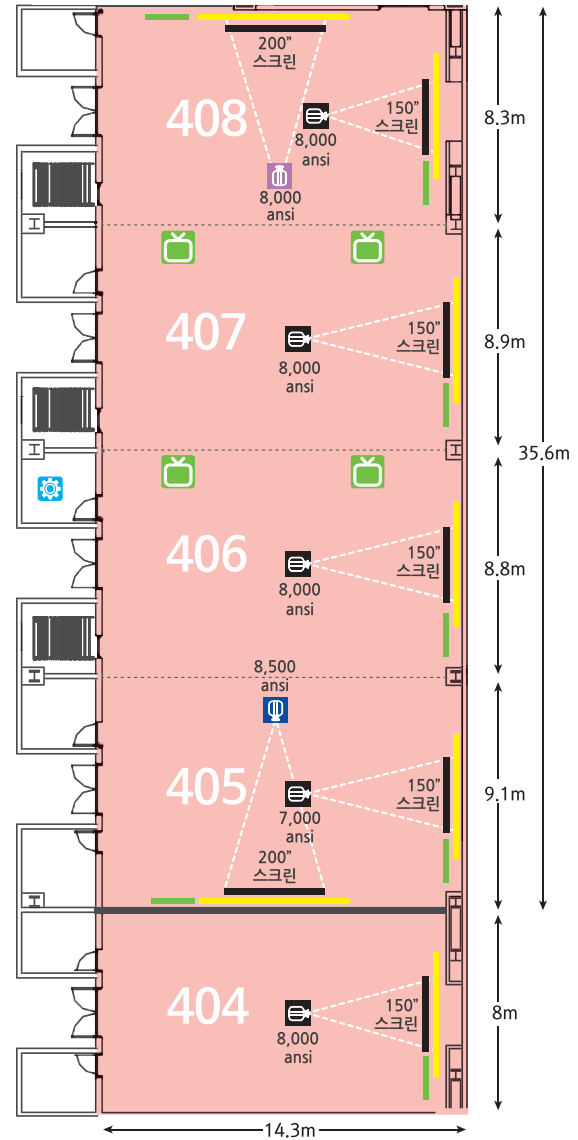 200”
스크린
408
150”
스크린
8,000
ansi
8,000
ansi
8.3m
407
150”
스크린
8,000
ansi
8.9m
35.6m
406
150”
스크린
8,000
ansi
8.8m
8,500
ansi
405
150”
스크린
7,000
ansi
9.1m
200”
스크린
404
150”
스크린
8,000
ansi
8m
14.3m